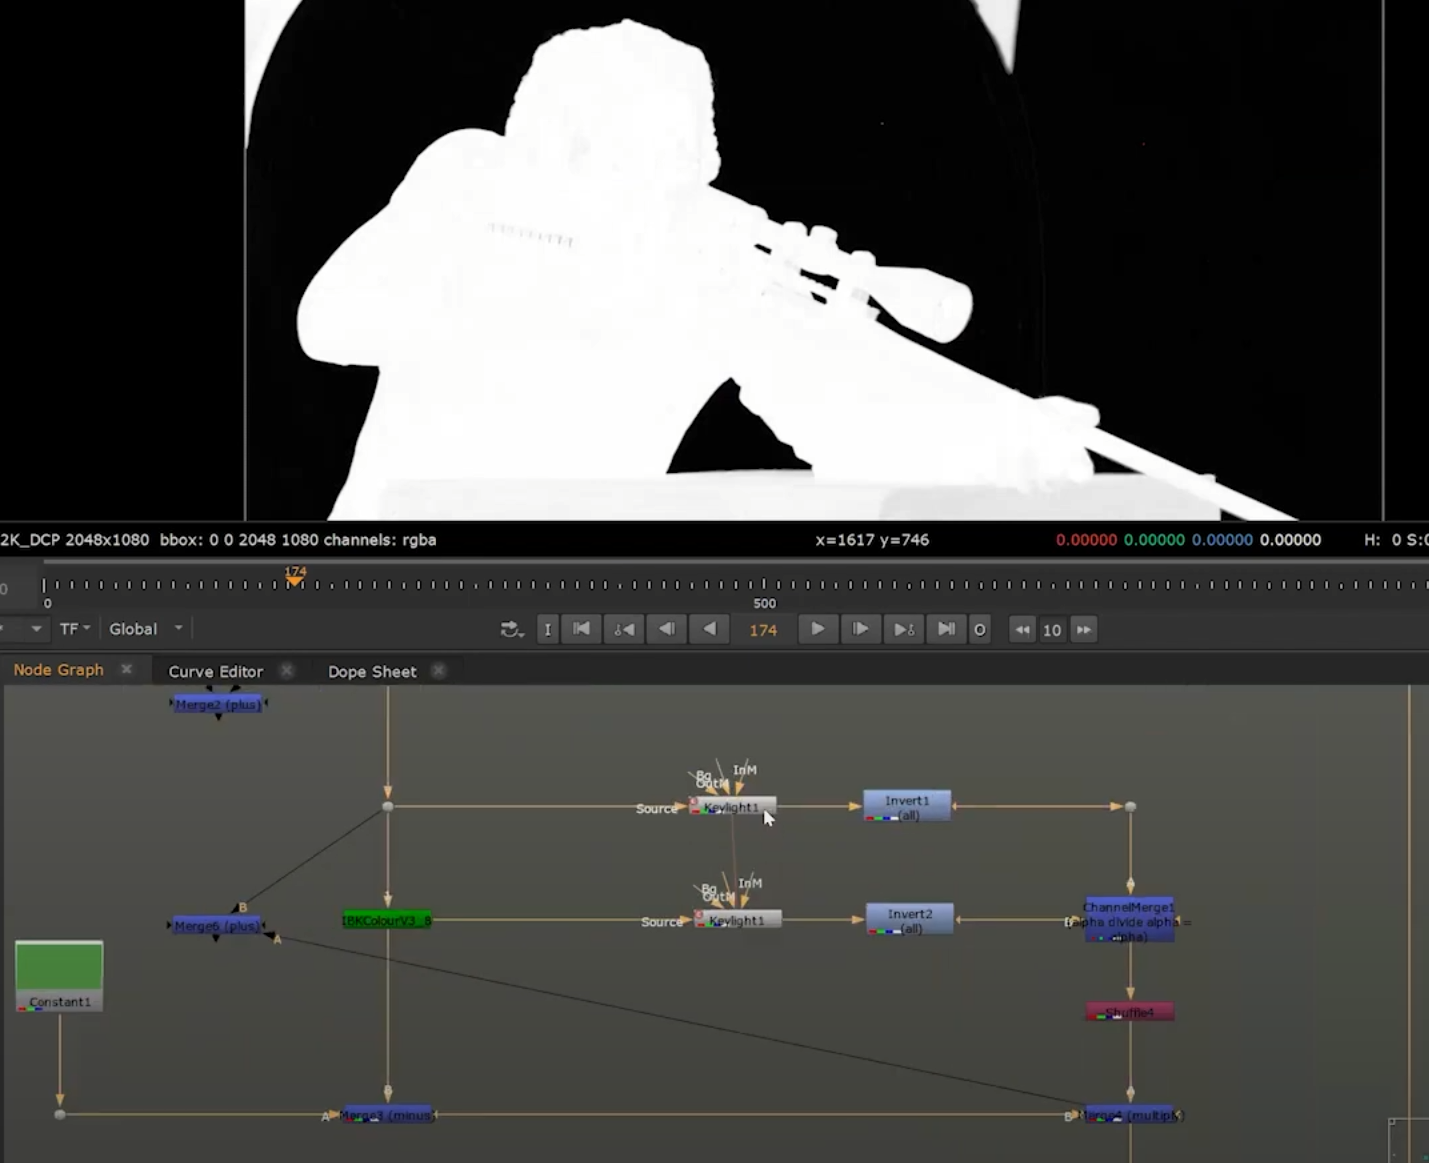 2K_DCP 2048x1080 bbox: 0 0 2048 1080 channels: rgba x=1617 y=746 0.00000 0.00000 0.00000 0.00000 H: 0 S:
174
0 0 500
TF Global I 174 O 10
Node Graph Curve Editor Dope Sheet
Merge2 (plus)
Bg InM
OutM
Source Keylight1 Invert1
(all)
Bg InM
OutM
B A
Merge6 (plus) IBKColourV3_8 Source Keylight1 Invert2 B ChannelMerge1
(all) alpha divide alpha =
alpha)
A
Constant1 Shuffle4
B A
A Merge3 (minus) B Merge4 (multiply)